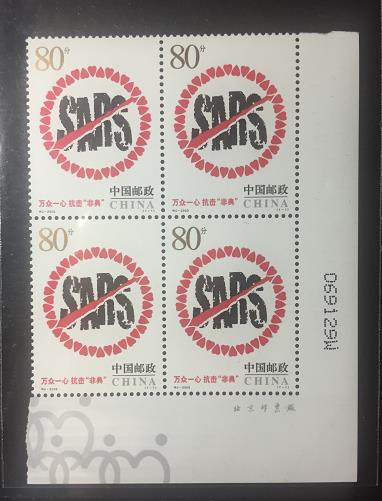 80分
80分
SARS
SARS
中国邮政
中国邮政
万众一心 抗击“非典”
CHINA
万众一心 抗击“非典”
CHINA
80分
80分
SARS
SARS
中国邮政
中国邮政
万众一心 抗击“非典”
CHINA
万众一心 抗击“非典”
CHINA
北京邮票厂